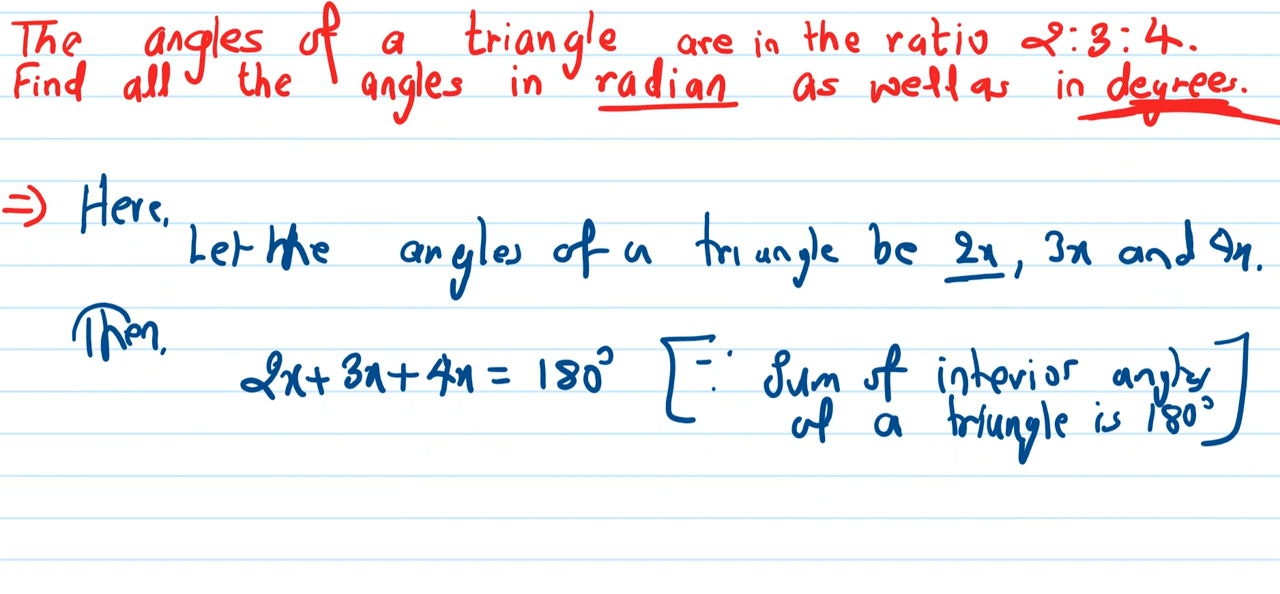 The angles of a triangle are in the ratio 2:3:4.
Find all the angles in radian as well as in degrees.
⇒ Here,
Let the angles of a triangle be 2x, 3x and 4x.
Then,
2x + 3x + 4x = 180° [∵ Sum of interior angles
of a triangle is 180°]